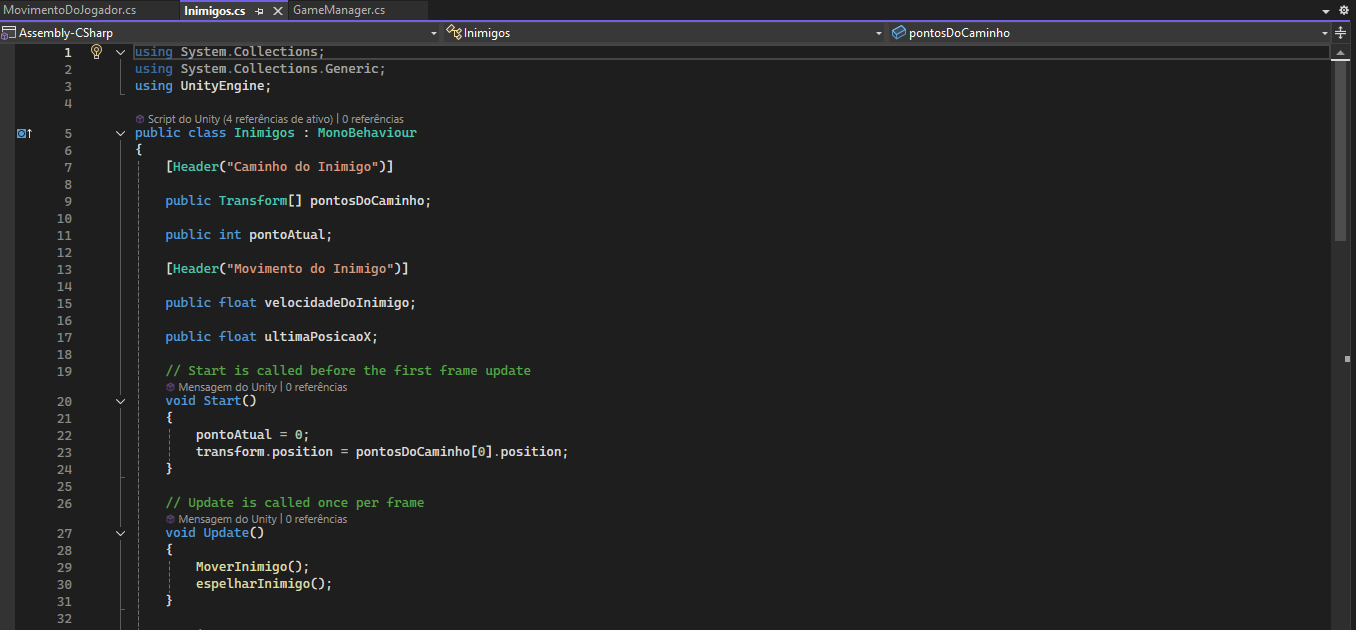 MovimentoDoJogador.cs Inimigos.cs GameManager.cs
Assembly-CSharp Inimigos pontosDoCaminho
1 using System.Collections;
2 using System.Collections.Generic;
3 using UnityEngine;
4
Script do Unity (4 referências de ativo) | 0 referências
5 public class Inimigos : MonoBehaviour
6 {
7 [Header("Caminho do Inimigo")]
8
9 public Transform[] pontosDoCaminho;
10
11 public int pontoAtual;
12
13 [Header("Movimento do Inimigo")]
14
15 public float velocidadeDoInimigo;
16
17 public float ultimaPosicaoX;
18
19 // Start is called before the first frame update
Mensagem do Unity | 0 referências
20 void Start()
21 {
22 pontoAtual = 0;
23 transform.position = pontosDoCaminho[0].position;
24 }
25
26 // Update is called once per frame
Mensagem do Unity | 0 referências
27 void Update()
28 {
29 MoverInimigo();
30 espelharInimigo();
31 }
32